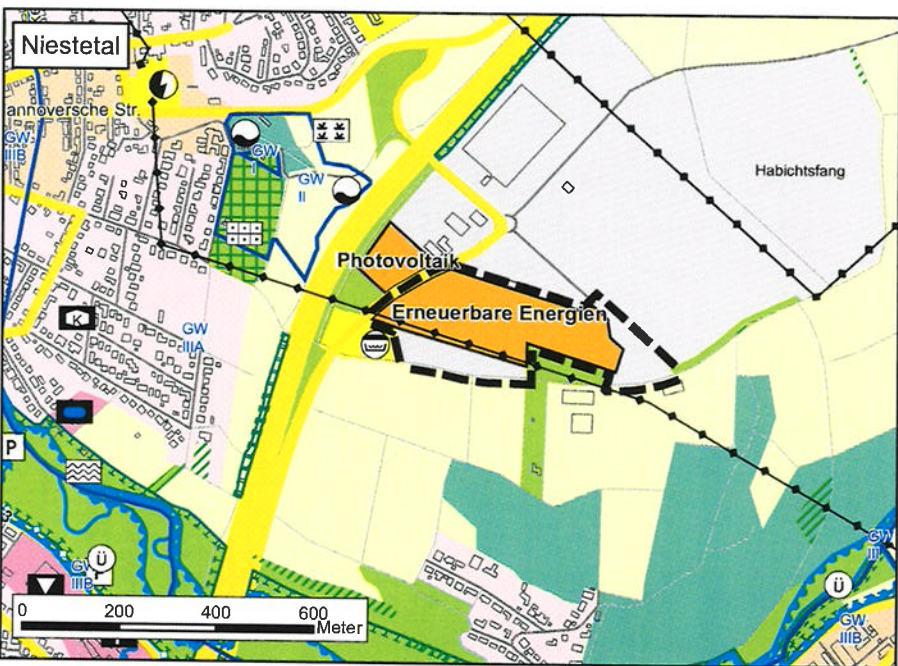 Niestetal
annoversche Str.
GW
IIIB
GW
I
GW
II
Habichtsfang
Photovoltaik
Erneuerbare Energien
K
GW
IIIA
P
Ü
GW
IIIB
Ü
GW
III
GW
IIIB
0 200 400 600
Meter